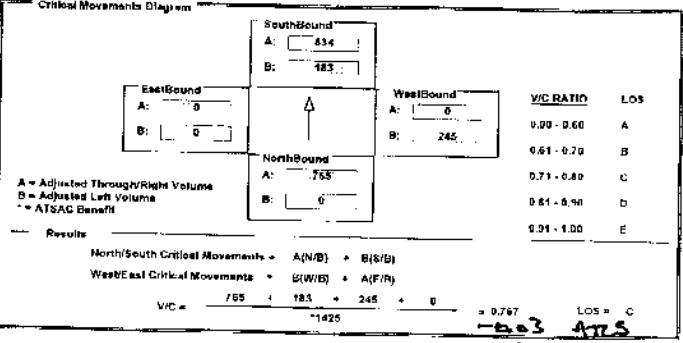 Critical Movements Diagram
SouthBound
A: 634
B: 183
EastBound
A: 0
B: 0
WestBound
A: 0
B: 245
NorthBound
A: 765
B: 0
V/C RATIO LOS
0.00 - 0.60 A
0.61 - 0.70 B
0.71 - 0.80 C
0.81 - 0.90 D
0.91 - 1.00 E
A = Adjusted Through/Right Volume
B = Adjusted Left Volume
* = ATSAC Benefit
Results
North/South Critical Movements = A(N/B) + B(S/B)
West/East Critical Movements = B(W/B) + A(E/B)
V/C = 765 + 183 + 245 + 0
*1425
= 0.767 LOS = C